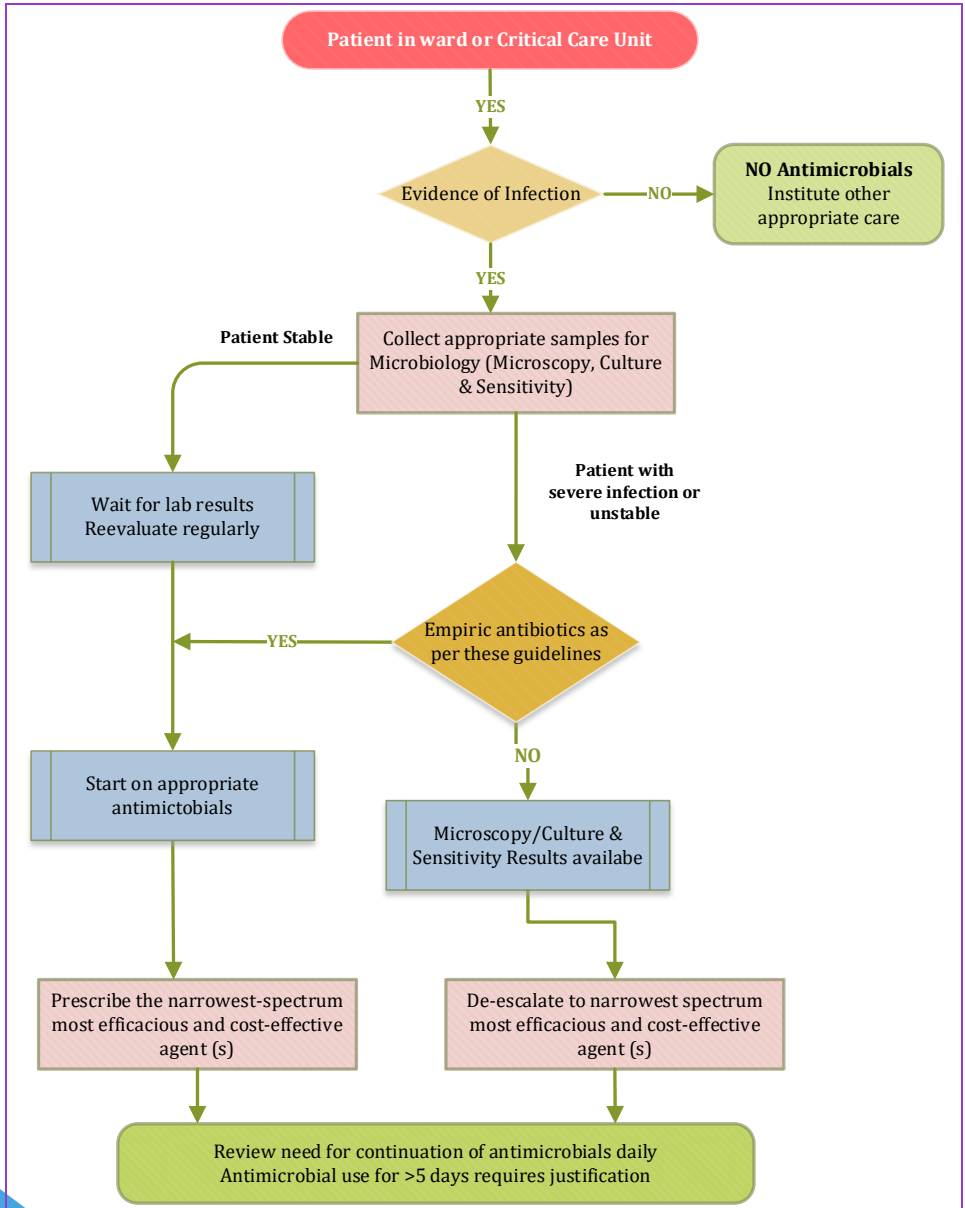 Patient in ward or Critical Care Unit
YES
Evidence of Infection
NO
NO Antimicrobials
Institute other
appropriate care
YES
Patient Stable
Collect appropriate samples for
Microbiology (Microscopy, Culture
& Sensitivity)
Patient with
severe infection or
unstable
Wait for lab results
Reevaluate regularly
YES
Empiric antibiotics as
per these guidelines
NO
Start on appropriate
antimictobials
Microscopy/Culture &
Sensitivity Results availabe
Prescribe the narrowest-spectrum
most efficacious and cost-effective
agent (s)
De-escalate to narrowest spectrum
most efficacious and cost-effective
agent (s)
Review need for continuation of antimicrobials daily
Antimicrobial use for >5 days requires justification